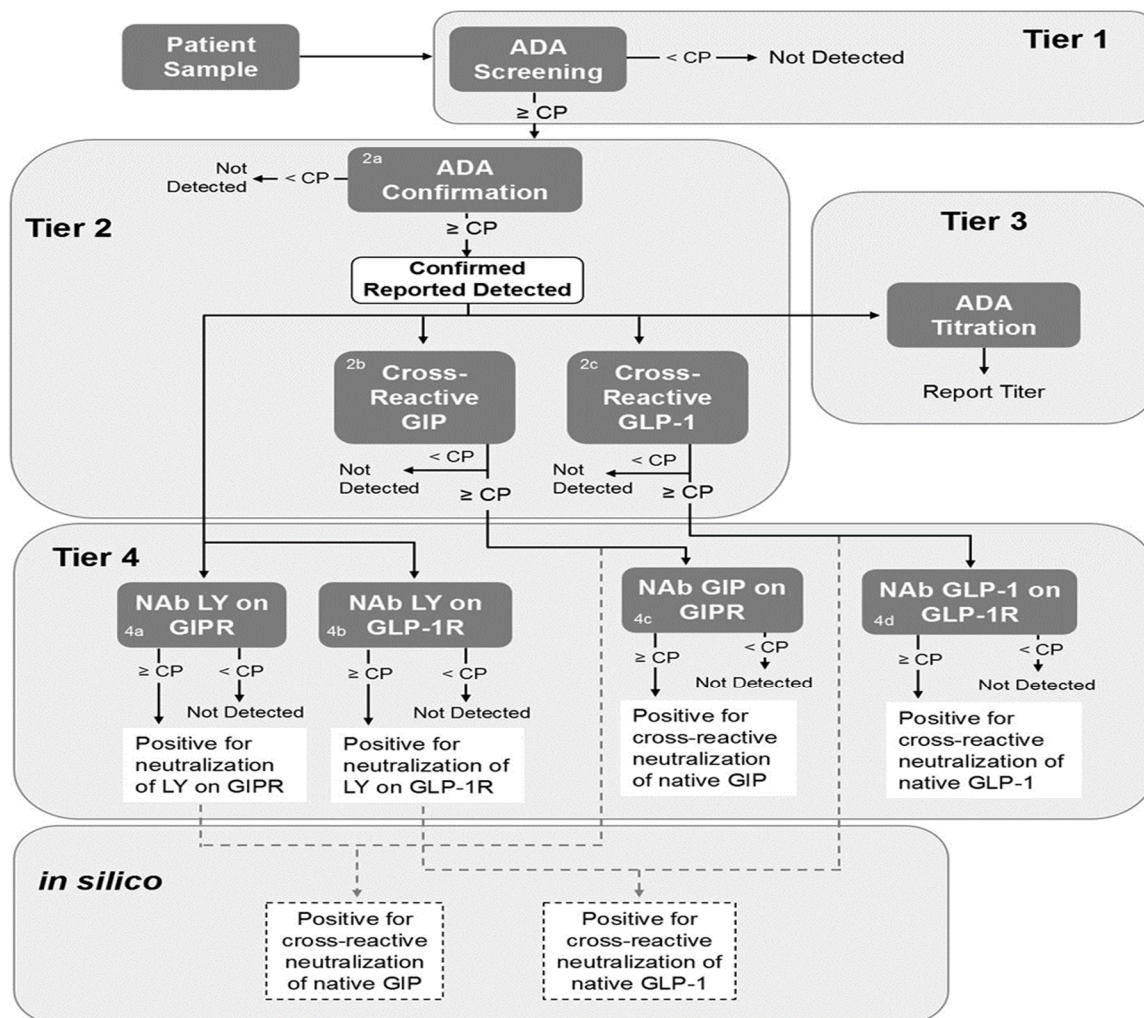 Patient
Sample
ADA
Screening
< CP
Not Detected
Tier 1
≥ CP
Tier 2
2a
ADA
Confirmation
< CP
Not
Detected
≥ CP
Confirmed
Reported Detected
Tier 3
ADA
Titration
Report Titer
2b
Cross-
Reactive
GIP
< CP
Not
Detected
≥ CP
2c
Cross-
Reactive
GLP-1
< CP
Not
Detected
≥ CP
Tier 4
NAb LY on
GIPR
4a
≥ CP
< CP
Not Detected
Positive for
neutralization
of LY on GIPR
NAb LY on
GLP-1R
4b
≥ CP
< CP
Not Detected
Positive for
neutralization of
LY on GLP-1R
NAb GIP on
GIPR
4c
≥ CP
< CP
Not Detected
Positive for
cross-reactive
neutralization
of native GIP
NAb GLP-1 on
GLP-1R
4d
≥ CP
< CP
Not Detected
Positive for
cross-reactive
neutralization of
native GLP-1
in silico
Positive for
cross-reactive
neutralization
of native GIP
Positive for
cross-reactive
neutralization of
native GLP-1